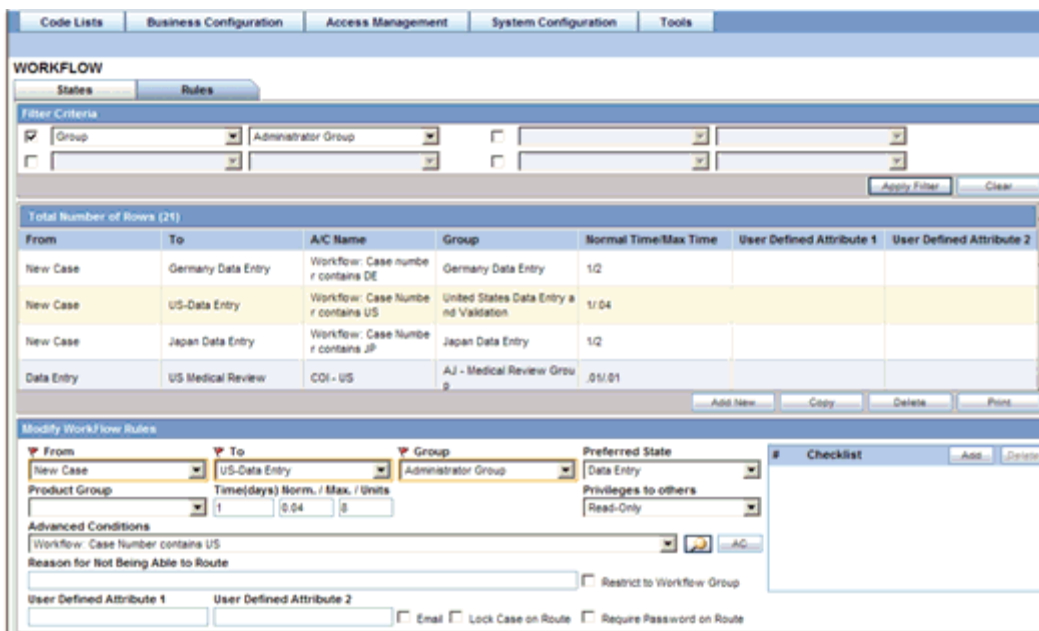 Code Lists Business Configuration Access Management System Configuration Tools
WORKFLOW
States Rules
Filter Criteria
Group Administrator Group
Apply Filter Clear
Total Number of Rows (21)
From To A/C Name Group Normal Time/Max Time User Defined Attribute 1 User Defined Attribute 2
New Case Germany Data Entry Workflow: Case numbe Germany Data Entry 1/2
r contains DE
New Case US-Data Entry Workflow: Case Numbe United States Data Entry a 1/.04
r contains US nd Validation
New Case Japan Data Entry Workflow: Case Numbe Japan Data Entry 1/2
r contains JP
Data Entry US Medical Review COI - US AJ - Medical Review Grou .01/.01
p
Add New Copy Delete Print
Modify WorkFlow Rules
From To Group Preferred State # Checklist Add Delete
New Case US-Data Entry Administrator Group Data Entry
Product Group Time(days) Norm. / Max. / Units Privileges to others
1 0.04 8 Read-Only
Advanced Conditions
Workflow: Case Number contains US AC
Reason for Not Being Able to Route
Restrict to Workflow Group
User Defined Attribute 1 User Defined Attribute 2
Email Lock Case on Route Require Password on Route